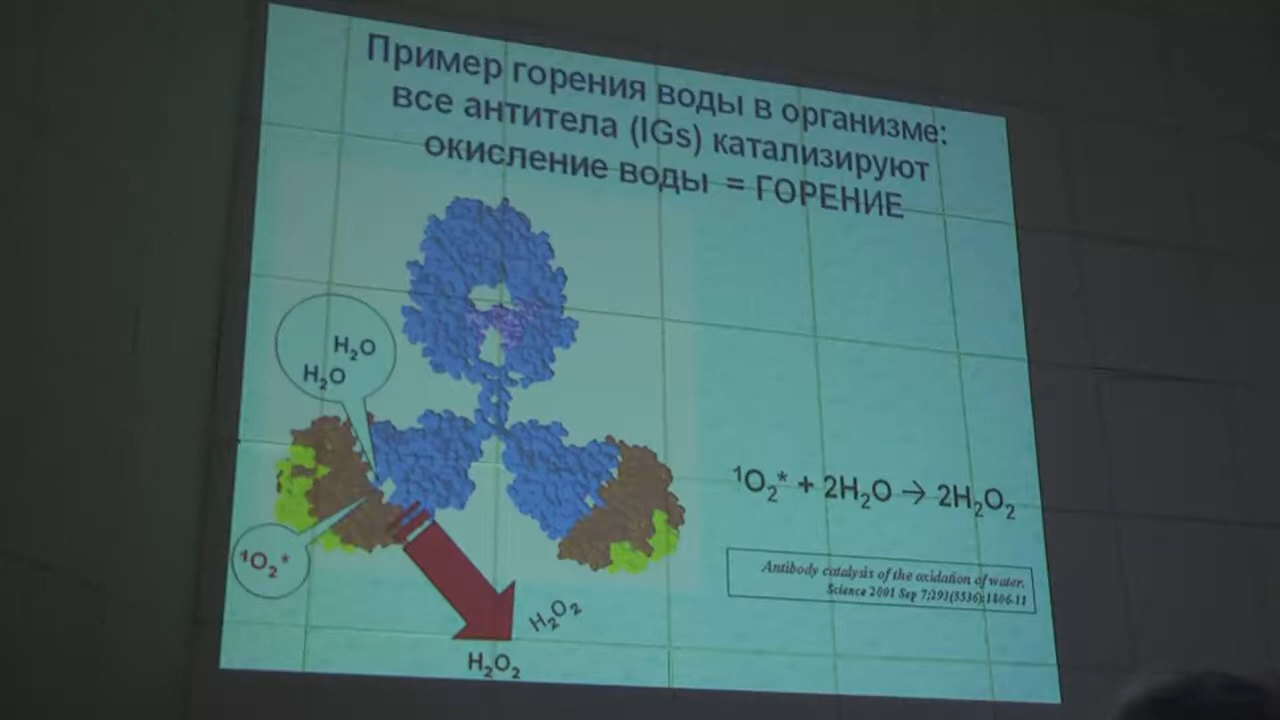 Пример горения воды в организме:
все антитела (IGs) катализируют
окисление воды = ГОРЕНИЕ
H₂O
H₂O
¹O₂*
¹O₂* + 2H₂O → 2H₂O₂
Antibody catalysis of the oxidation of water.
Science 2001 Sep 7;293(5536):1806-11
H₂O₂
H₂O₂